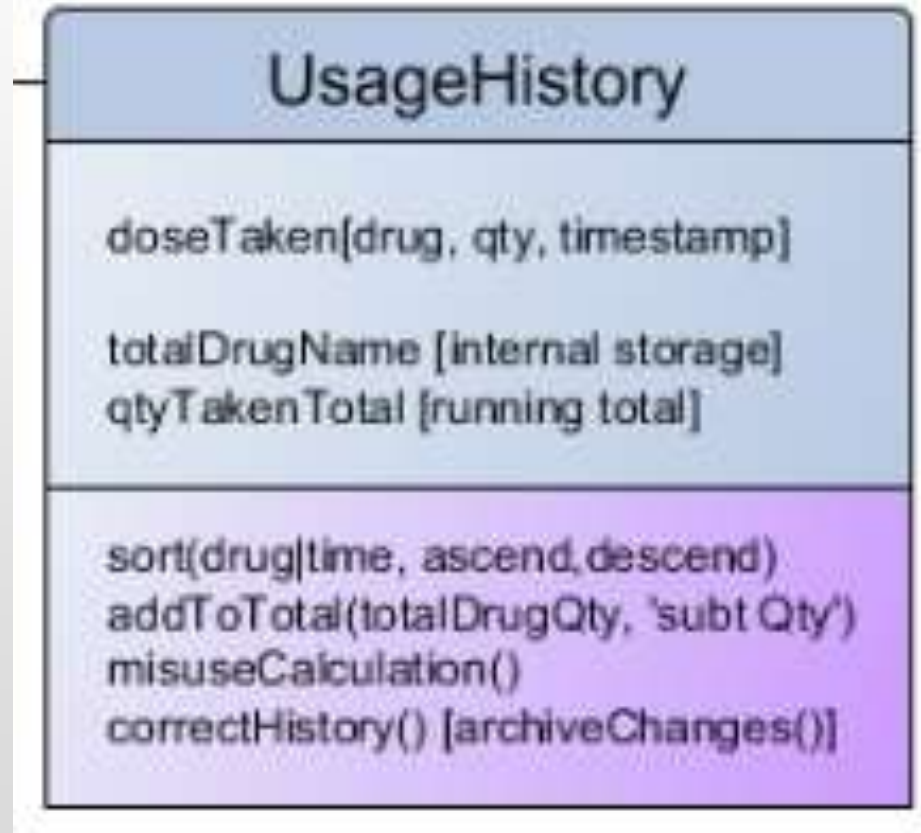 UsageHistory
doseTaken[drug, qty, timestamp]
totalDrugName [internal storage]
qtyTakenTotal [running total]
sort(drug|time, ascend,descend)
addToTotal(totalDrugQty, 'subt Qty')
misuseCalculation()
correctHistory() [archiveChanges()]